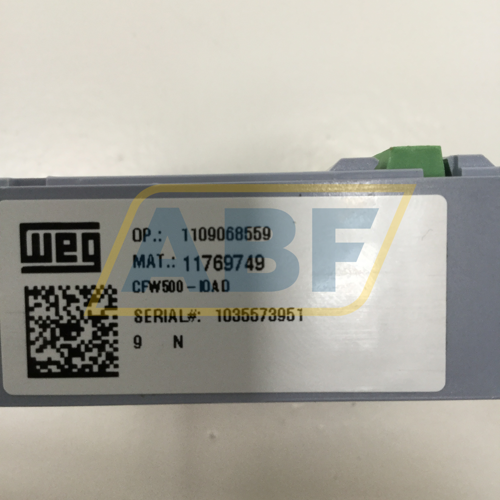 weg
OP.: 1109068559
MAT.: 11769749
CFW500-IOAD
SERIAL#: 1035573951
9 N
ABF